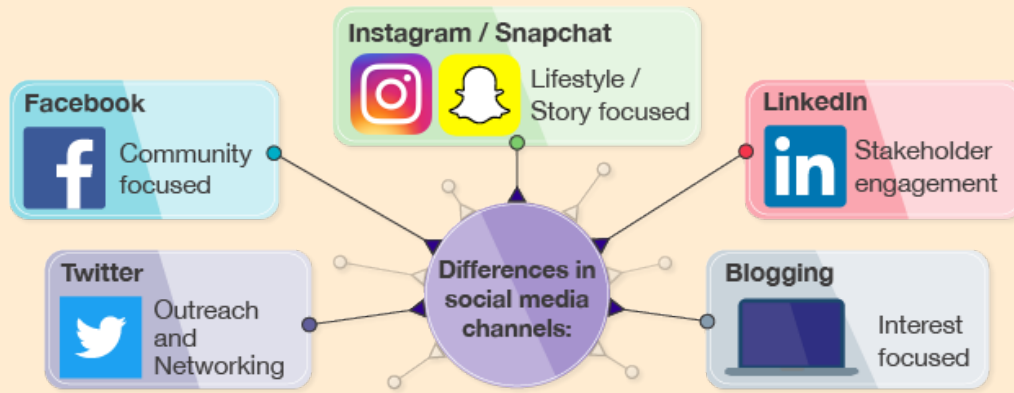 Instagram / Snapchat
Lifestyle /
Story focused
Facebook
f
Community
focused
LinkedIn
in
Stakeholder
engagement
Differences in
social media
channels:
Twitter
Outreach
and
Networking
Blogging
Interest
focused